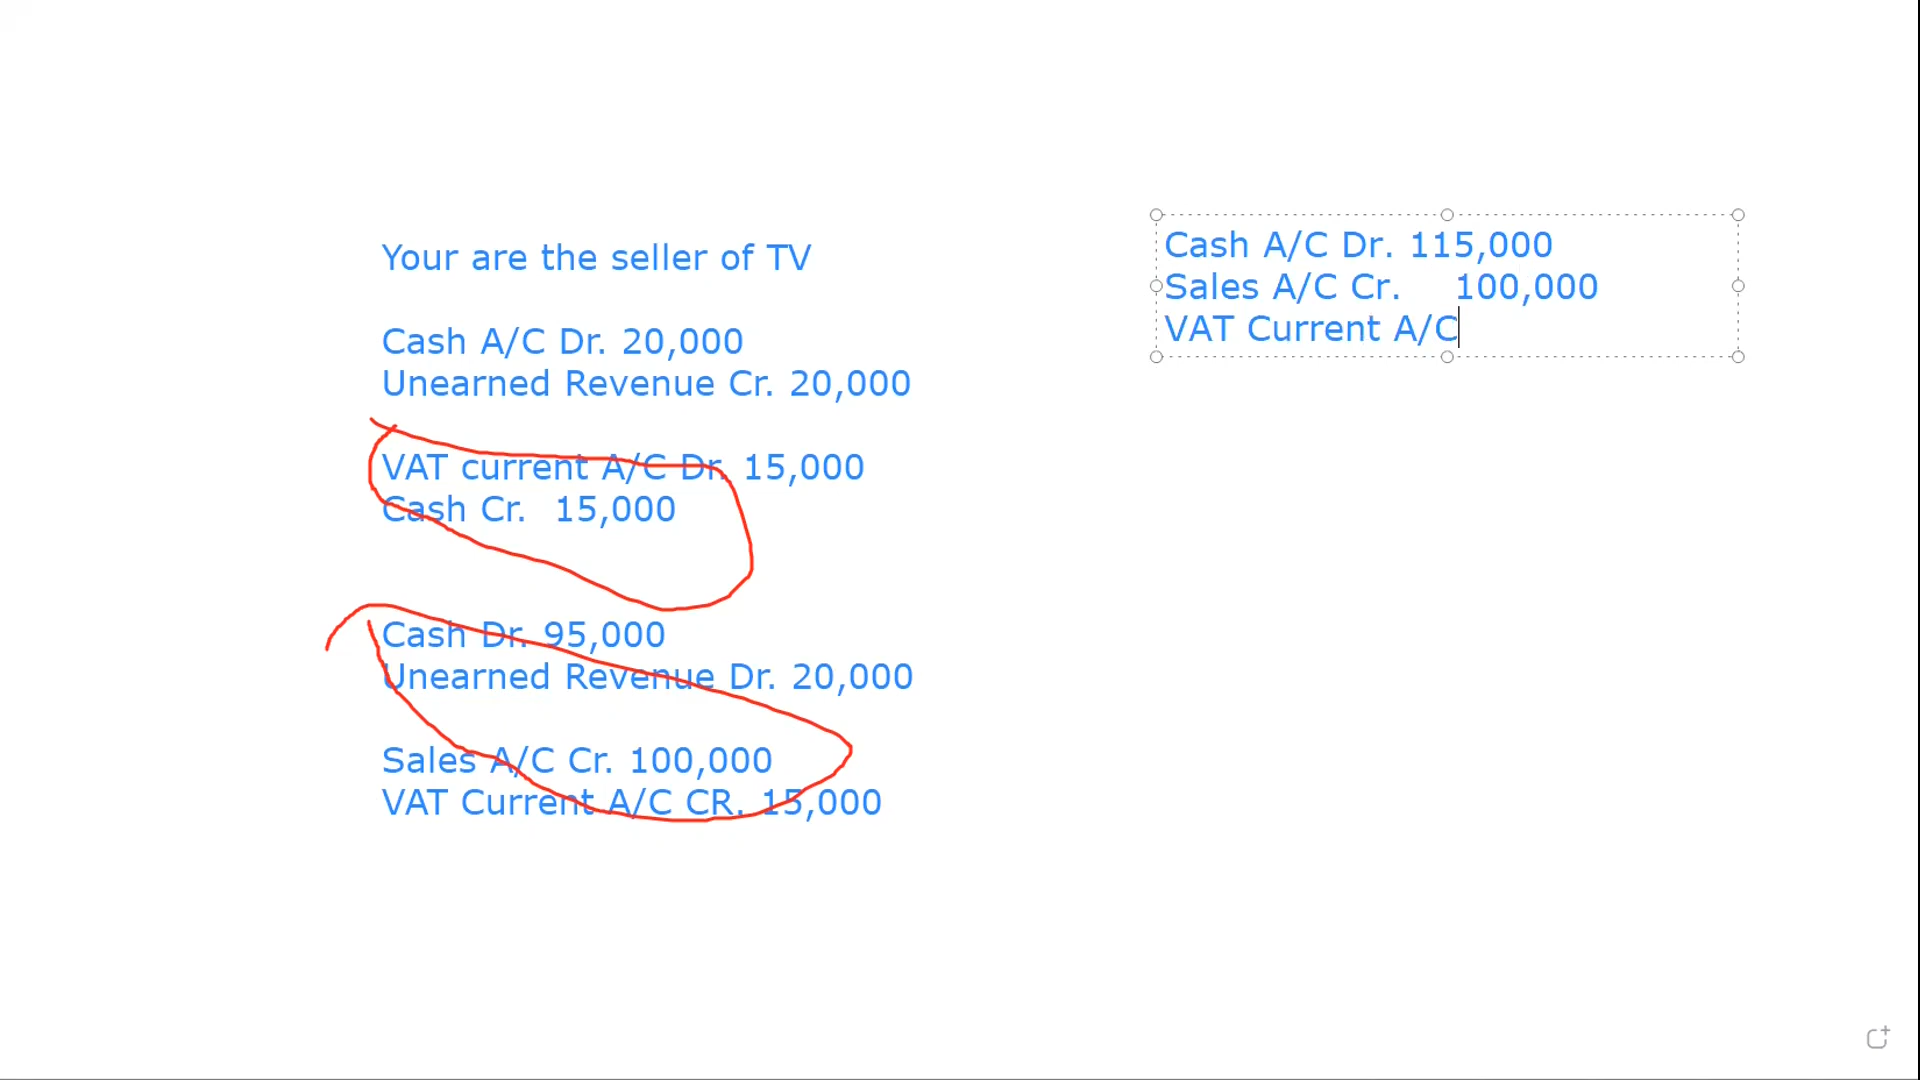 Your are the seller of TV
Cash A/C Dr. 20,000
Unearned Revenue Cr. 20,000
VAT current A/C Dr. 15,000
Cash Cr. 15,000
Cash Dr. 95,000
Unearned Revenue Dr. 20,000
Sales A/C Cr. 100,000
VAT Current A/C CR. 15,000
Cash A/C Dr. 115,000
Sales A/C Cr. 100,000
VAT Current A/C